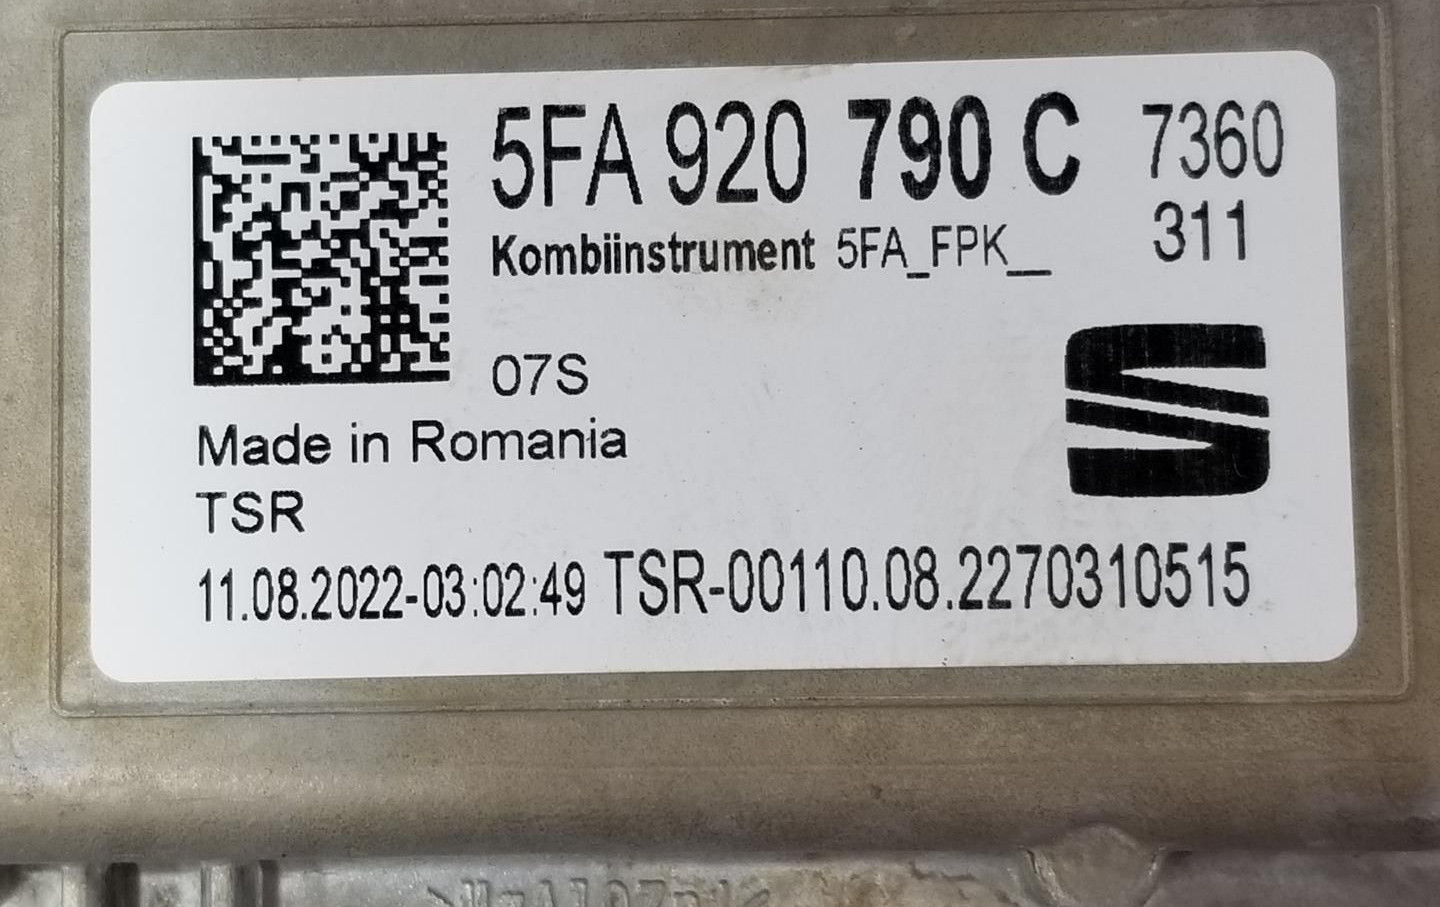 5FA 920 790 C 7360
Kombiinstrument 5FA_FPK__ 311
07S
Made in Romania
TSR
11.08.2022-03:02:49 TSR-00110.08.2270310515